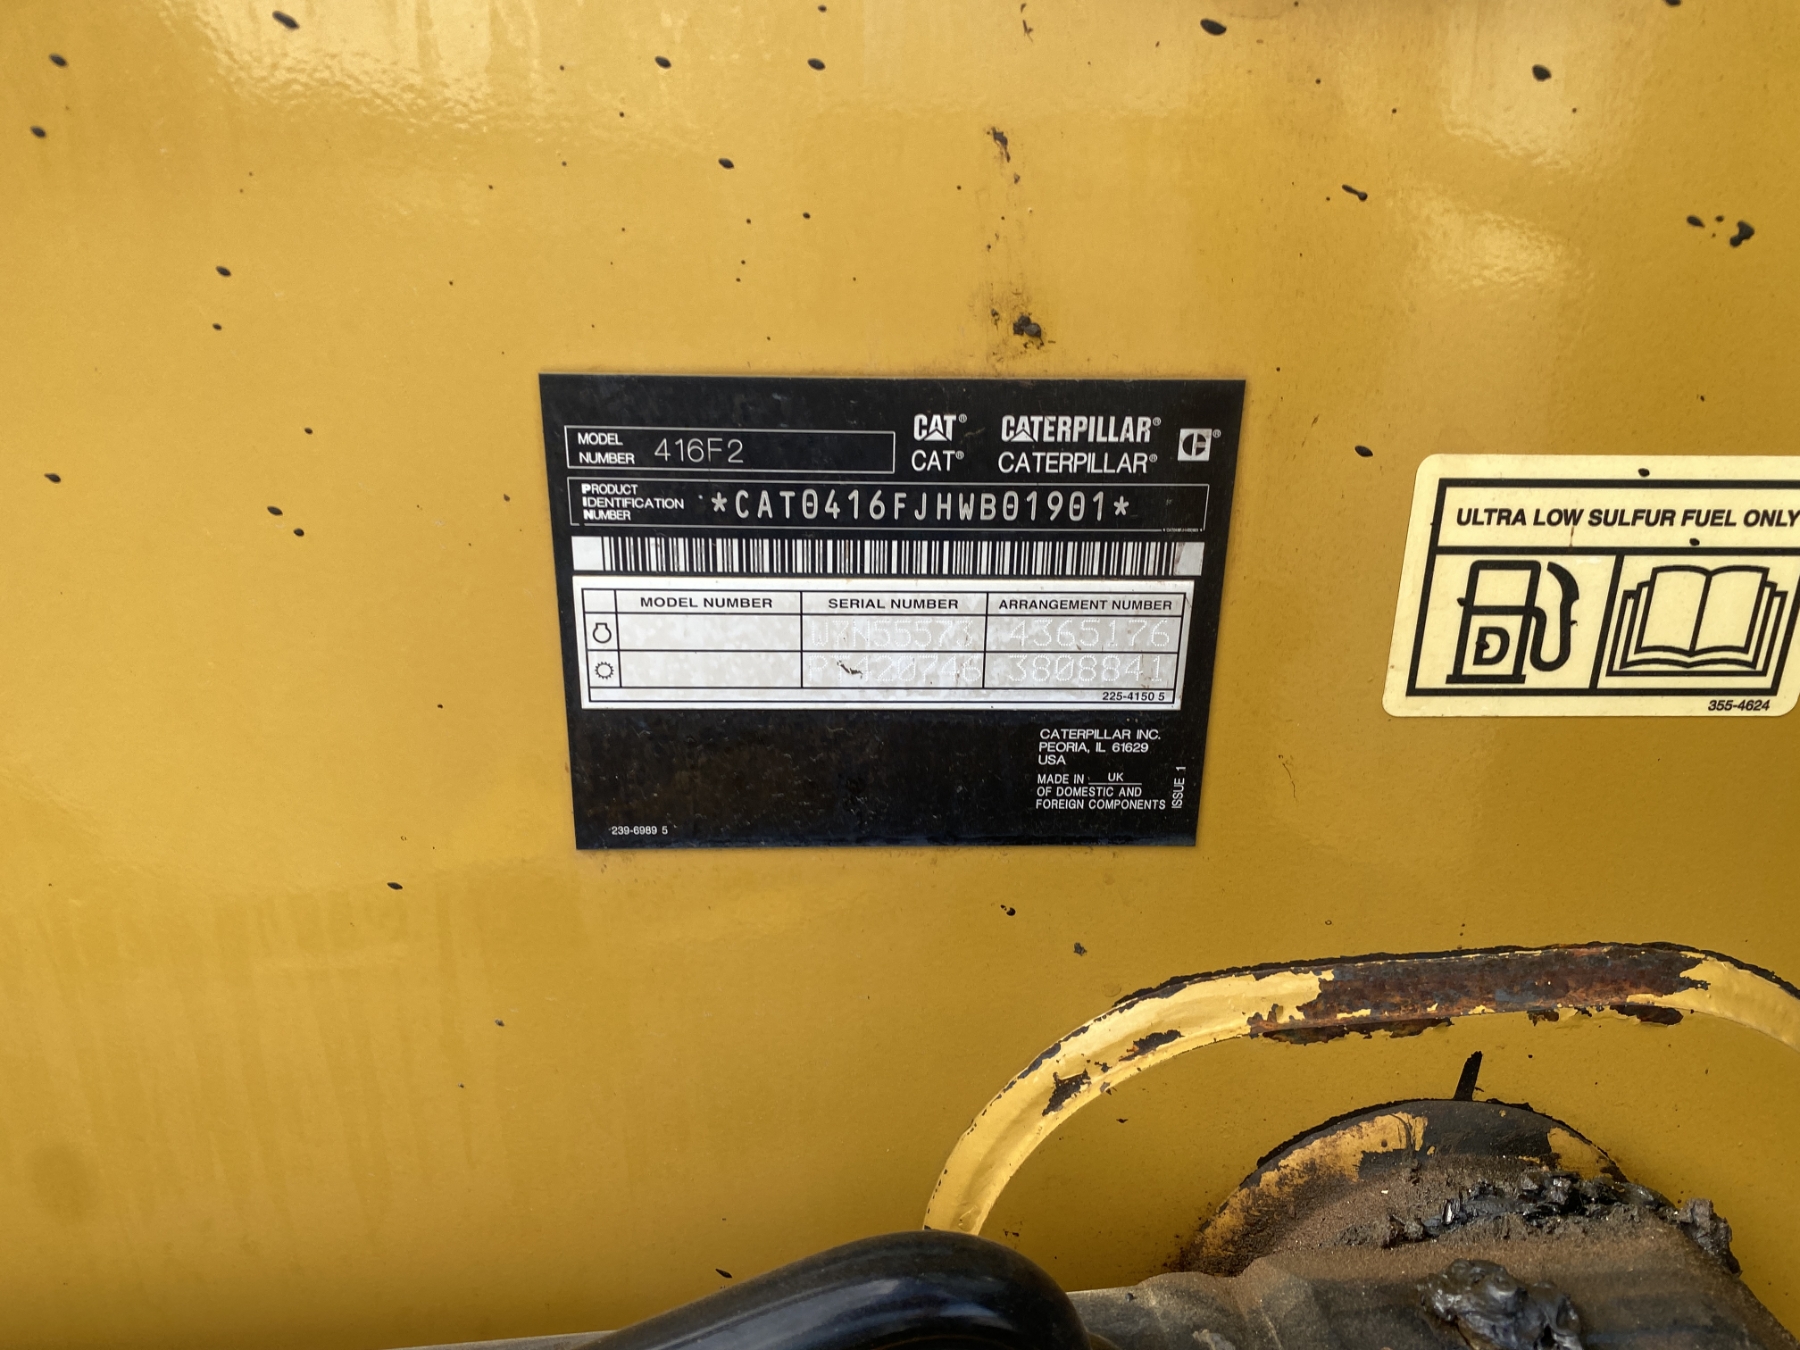 MODEL NUMBER 416F2
CAT® CATERPILLAR®
CAT® CATERPILLAR®
PRODUCT IDENTIFICATION NUMBER *CAT0416FJHWB01901*
MODEL NUMBER SERIAL NUMBER ARRANGEMENT NUMBER
WYN55573 4365176
3808841
225-4150 5
CATERPILLAR INC.
PEORIA, IL 61629
USA
MADE IN UK
OF DOMESTIC AND
FOREIGN COMPONENTS
ISSUE 1
239-6989 5
ULTRA LOW SULFUR FUEL ONLY
D
355-4624